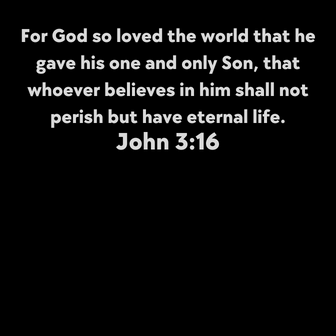 For God so loved the world that he
gave his one and only Son, that
whoever believes in him shall not
perish but have eternal life.
John 3:16